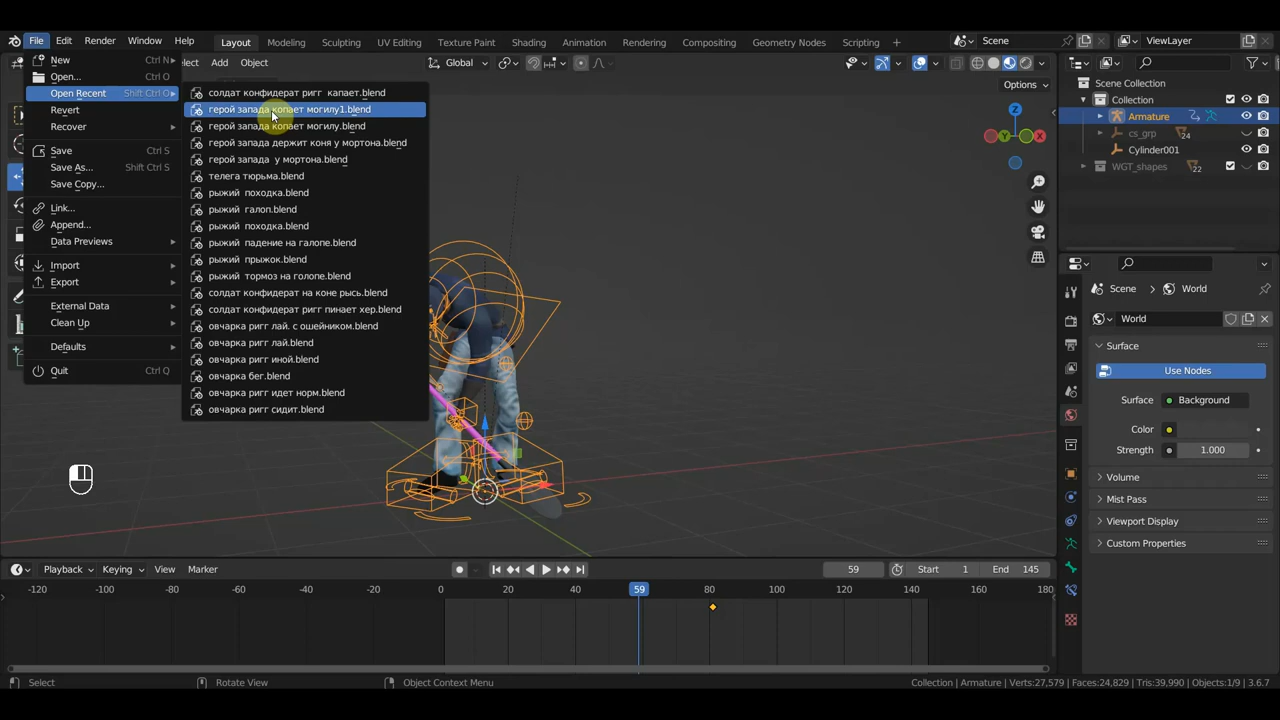 File Edit Render Window Help Layout Modeling Sculpting UV Editing Texture Paint Shading Animation Rendering Compositing Geometry Nodes Scripting + Scene ViewLayer
New Ctrl N
Open... Ctrl O
Open Recent Shift Ctrl O
Revert
Recover
Save Ctrl S
Save As... Shift Ctrl S
Save Copy...
Link...
Append...
Data Previews
Import
Export
External Data
Clean Up
Defaults
Quit Ctrl Q
солдат конфидерат ригг капает.blend
герой запада копает могилу1.blend
герой запада копает могилу.blend
герой запада держит коня у мортона.blend
герой запада у мортона.blend
телега тюрьма.blend
рыжий походка.blend
рыжий галоп.blend
рыжий походка.blend
рыжий падение на галопе.blend
рыжий прыжок.blend
рыжий тормоз на голопе.blend
солдат конфидерат на коне рысь.blend
солдат конфидерат ригг пинает хер.blend
овчарка ригг лай. с ошейником.blend
овчарка ригг лай.blend
овчарка ригг иной.blend
овчарка бег.blend
овчарка ригг идет норм.blend
овчарка ригг сидит.blend
lect Add Object Global
Options
Z
Scene Collection
Collection
Armature
cs_grp 24
Cylinder001
WGT_shapes 22
Scene World
World
Surface
Use Nodes
Surface Background
Color
Strength 1.000
Volume
Mist Pass
Viewport Display
Custom Properties
Playback Keying View Marker 59 Start 1 End 145
-120 -100 -80 -60 -40 -20 0 20 40 59 80 100 120 140 160 180
Select Rotate View Object Context Menu Collection | Armature | Verts:27,579 | Faces:24,829 | Tris:39,990 | Objects:1/9 | 3.6.7